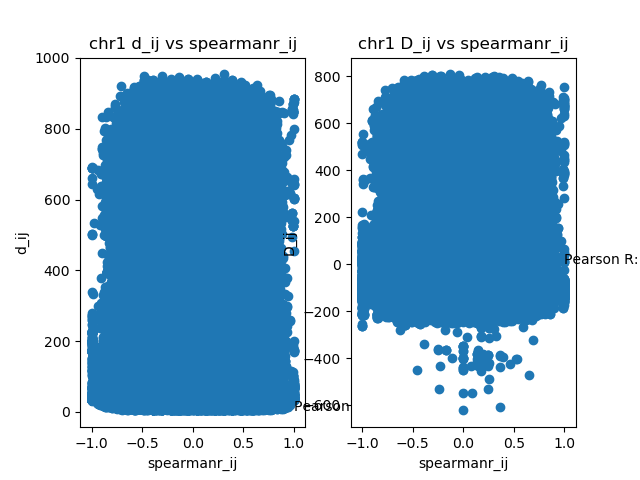 chr1 d_ij vs spearmanr_ij
1000
800
600
400
200
0
d_ij
−1.0 −0.5 0.0 0.5 1.0
spearmanr_ij
Pearson
chr1 D_ij vs spearmanr_ij
800
600
400
200
0
−200
−400
−600
D_ij
−1.0 −0.5 0.0 0.5 1.0
spearmanr_ij
Pearson R: